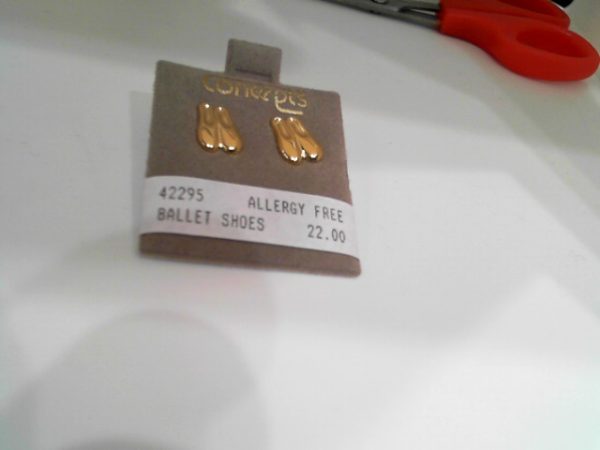 Concepts
42295 ALLERGY FREE
BALLET SHOES 22.00